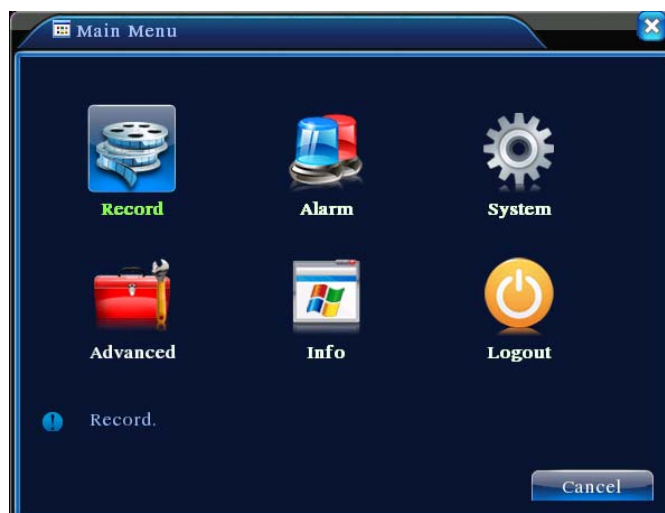 Main Menu
Record
Alarm
System
Advanced
Info
Logout
Record.
Cancel